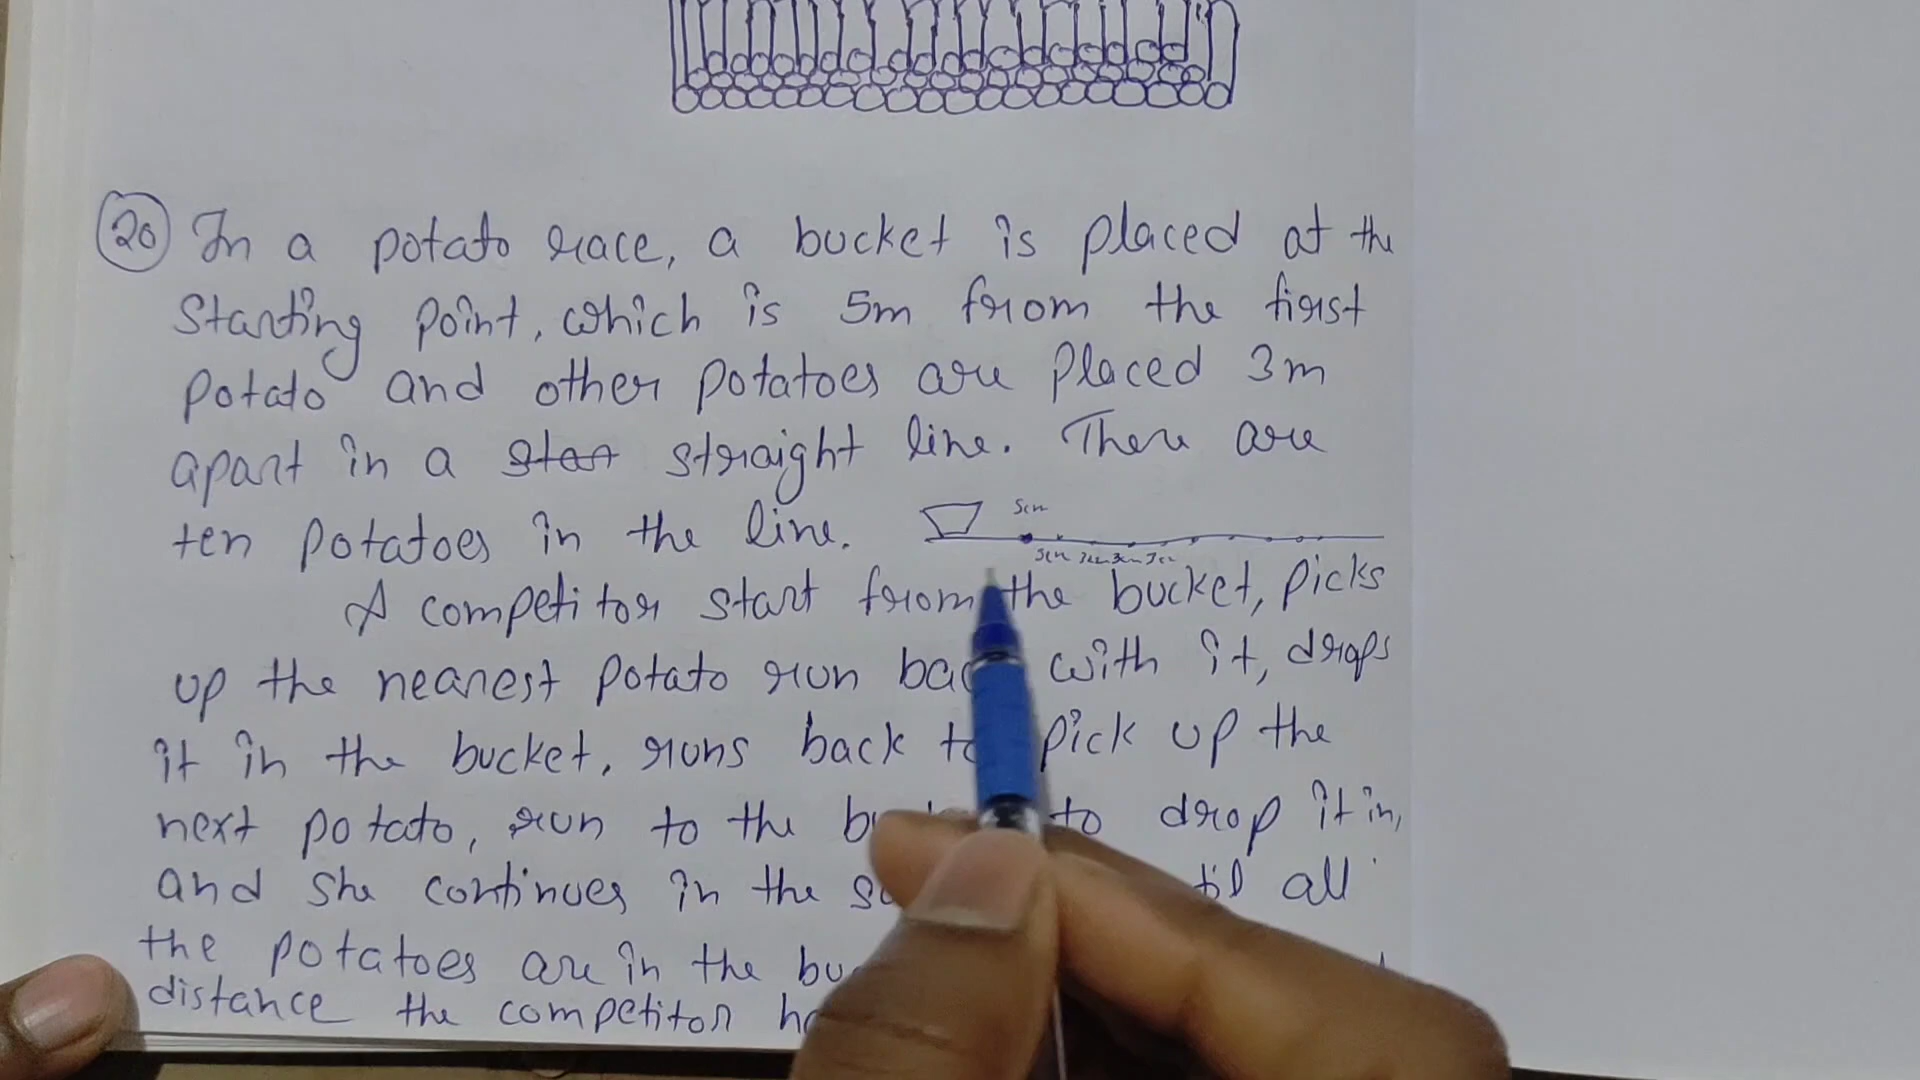 20 In a potato race, a bucket is placed at the
Starting point, which is 5m from the first
potato and other potatoes are placed 3m
apart in a straight line. There are
ten potatoes in the line. 5cm
A competitor start from the bucket, picks
up the nearest potato run with it, drops
it in the bucket, runs back pick up the
next potato, run to the to drop it in,
and she continues in the all
the potatoes are in the
distance the competitor